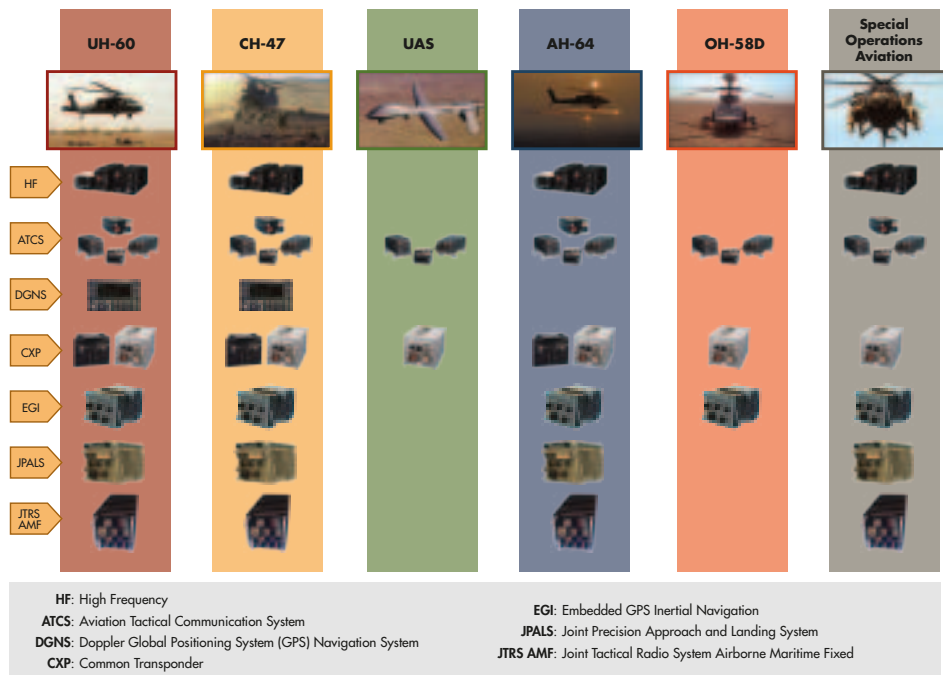 UH-60
CH-47
UAS
AH-64
OH-58D
Special
Operations
Aviation
HF
ATCS
DGNS
CXP
EGI
JPALS
JTRS
AMF
HF: High Frequency
ATCS: Aviation Tactical Communication System
DGNS: Doppler Global Positioning System (GPS) Navigation System
CXP: Common Transponder
EGI: Embedded GPS Inertial Navigation
JPALS: Joint Precision Approach and Landing System
JTRS AMF: Joint Tactical Radio System Airborne Maritime Fixed